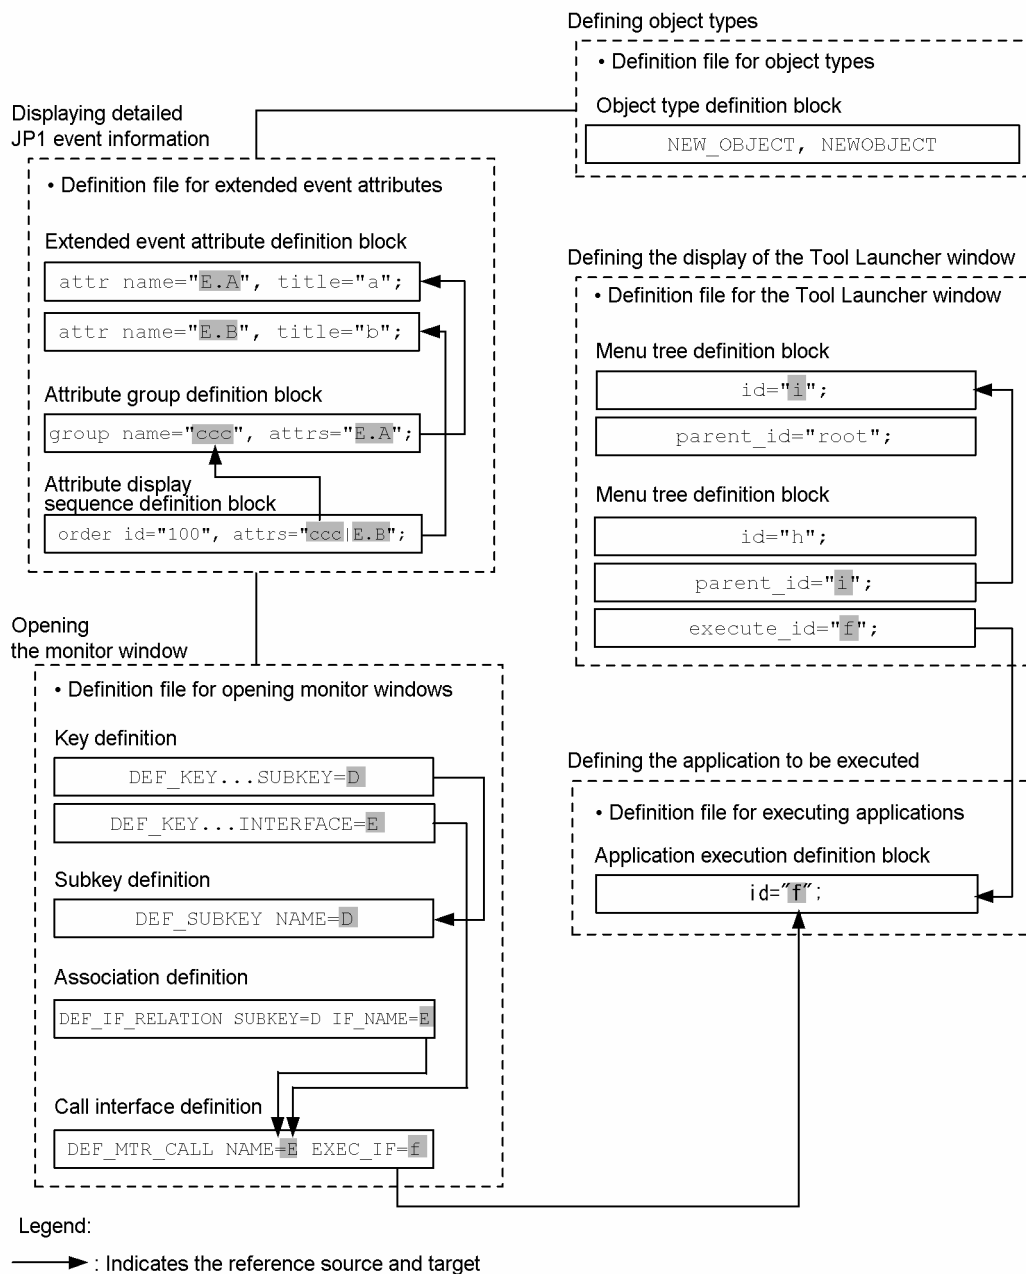 Defining object types
• Definition file for object types
Object type definition block
NEW_OBJECT, NEWOBJECT
Displaying detailed
JP1 event information
• Definition file for extended event attributes
Extended event attribute definition block
attr name="E.A", title="a";
attr name="E.B", title="b";
Attribute group definition block
group name="ccc", attrs="E.A";
Attribute display
sequence definition block
order id="100", attrs="ccc|E.B";
Defining the display of the Tool Launcher window
• Definition file for the Tool Launcher window
Menu tree definition block
id="i";
parent_id="root";
Menu tree definition block
id="h";
parent_id="i";
execute_id="f";
Opening
the monitor window
• Definition file for opening monitor windows
Key definition
DEF_KEY...SUBKEY=D
DEF_KEY...INTERFACE=E
Subkey definition
DEF_SUBKEY NAME=D
Association definition
DEF_IF_RELATION SUBKEY=D IF_NAME=E
Call interface definition
DEF_MTR_CALL NAME=E EXEC_IF=f
Defining the application to be executed
• Definition file for executing applications
Application execution definition block
id="f";
Legend:
: Indicates the reference source and target